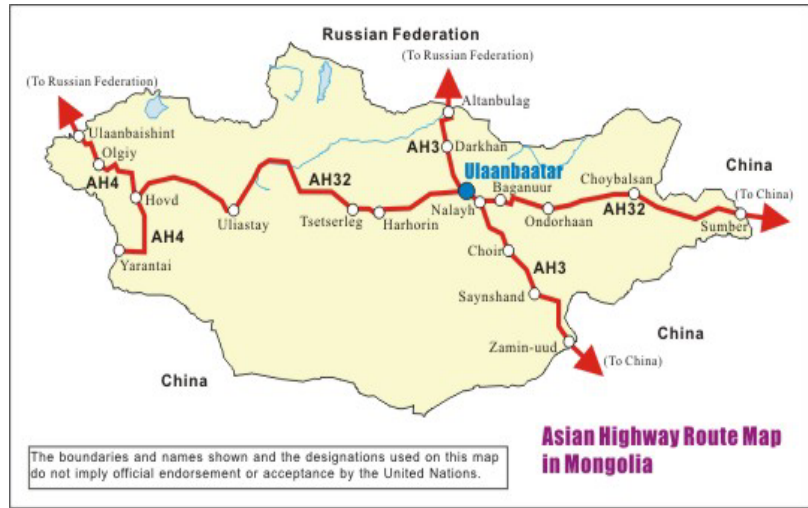 Russian Federation
(To Russian Federation)
(To Russian Federation)
Altanbulag
Ulaanbaishint
Olgiy
AH3
Darkhan
Ulaanbaatar
China
AH4
Hovd
AH32
Baganuur
Choybalsan
(To China)
Uliastay
Tsetserleg
Harhorin
Nalayh
Ondorhaan
AH32
Sumber
AH4
Yarantai
Choir
AH3
Saynshand
China
Zamin-uud
(To China)
China
Asian Highway Route Map
in Mongolia
The boundaries and names shown and the designations used on this map
do not imply official endorsement or acceptance by the United Nations.